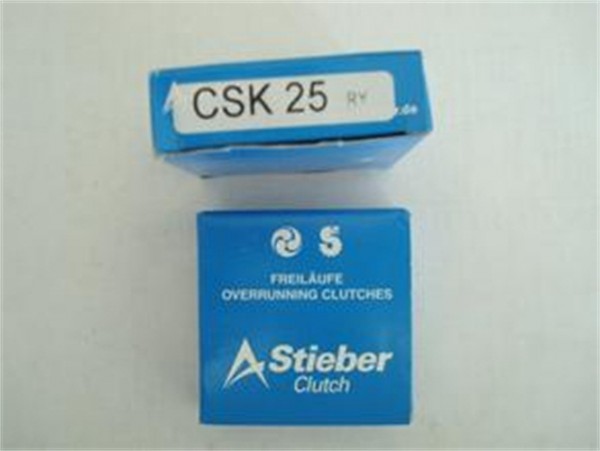 CSK 25 RY
.de
FREILÄUFE
OVERRUNNING CLUTCHES
Stieber
Clutch